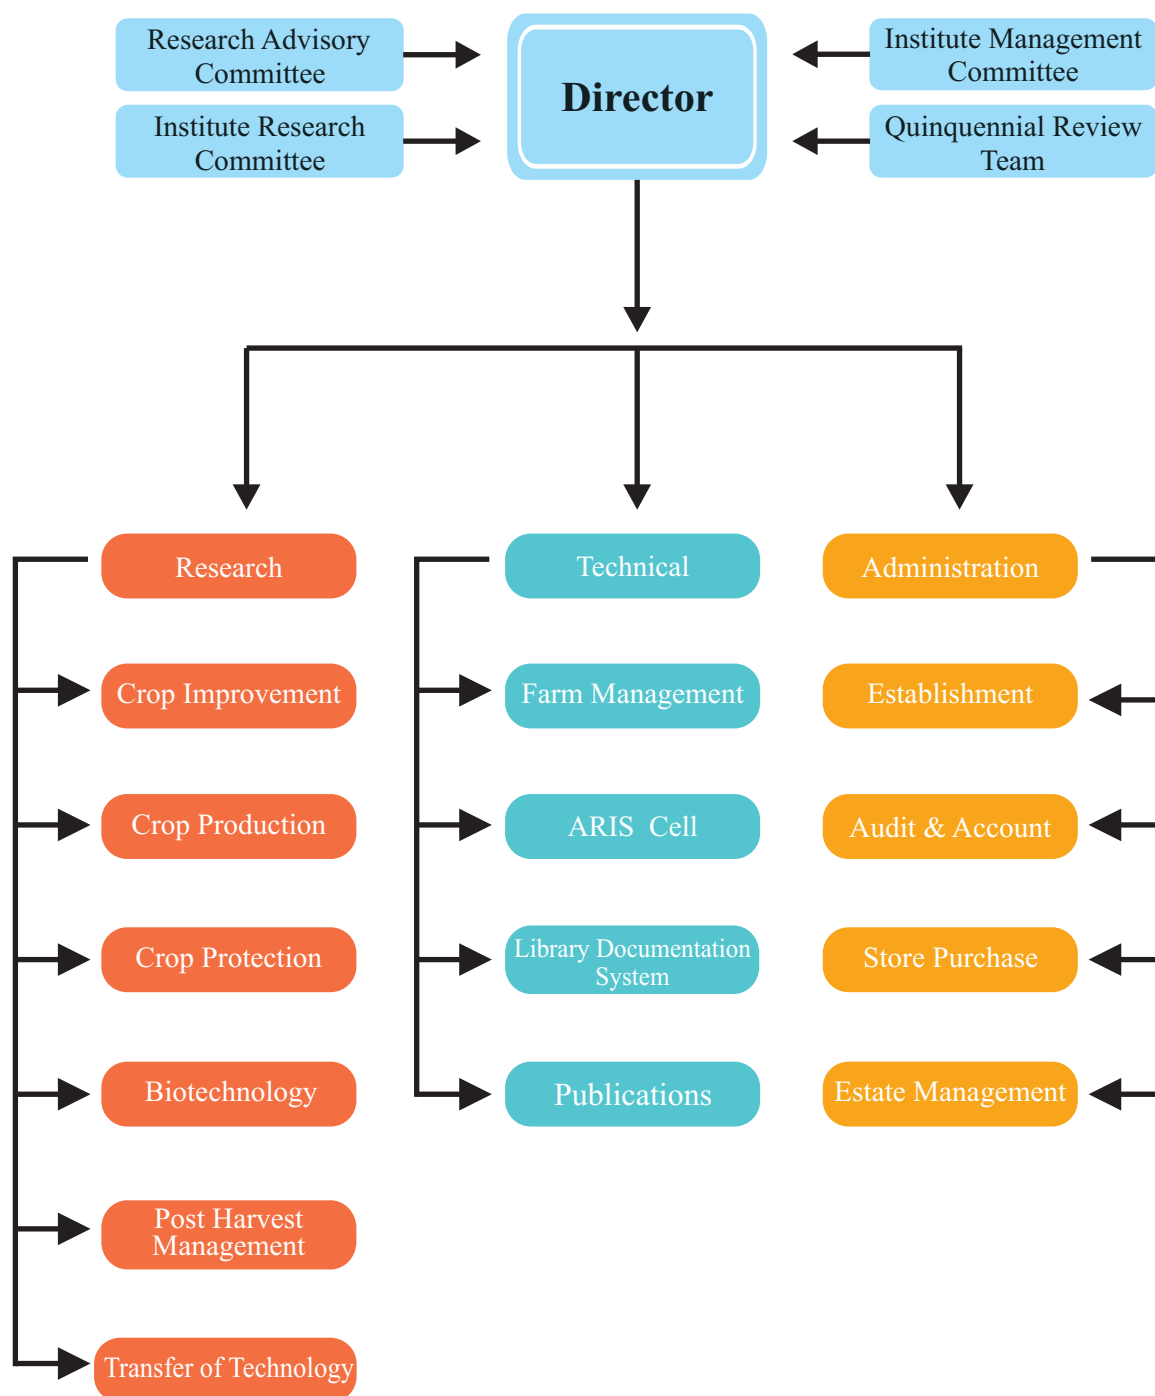 Research Advisory
Committee
Institute Research
Committee
Director
Institute Management
Committee
Quinquennial Review
Team
Research
Crop Improvement
Crop Production
Crop Protection
Biotechnology
Post Harvest
Management
Transfer of Technology
Technical
Farm Management
ARIS Cell
Library Documentation
System
Publications
Administration
Establishment
Audit & Account
Store Purchase
Estate Management